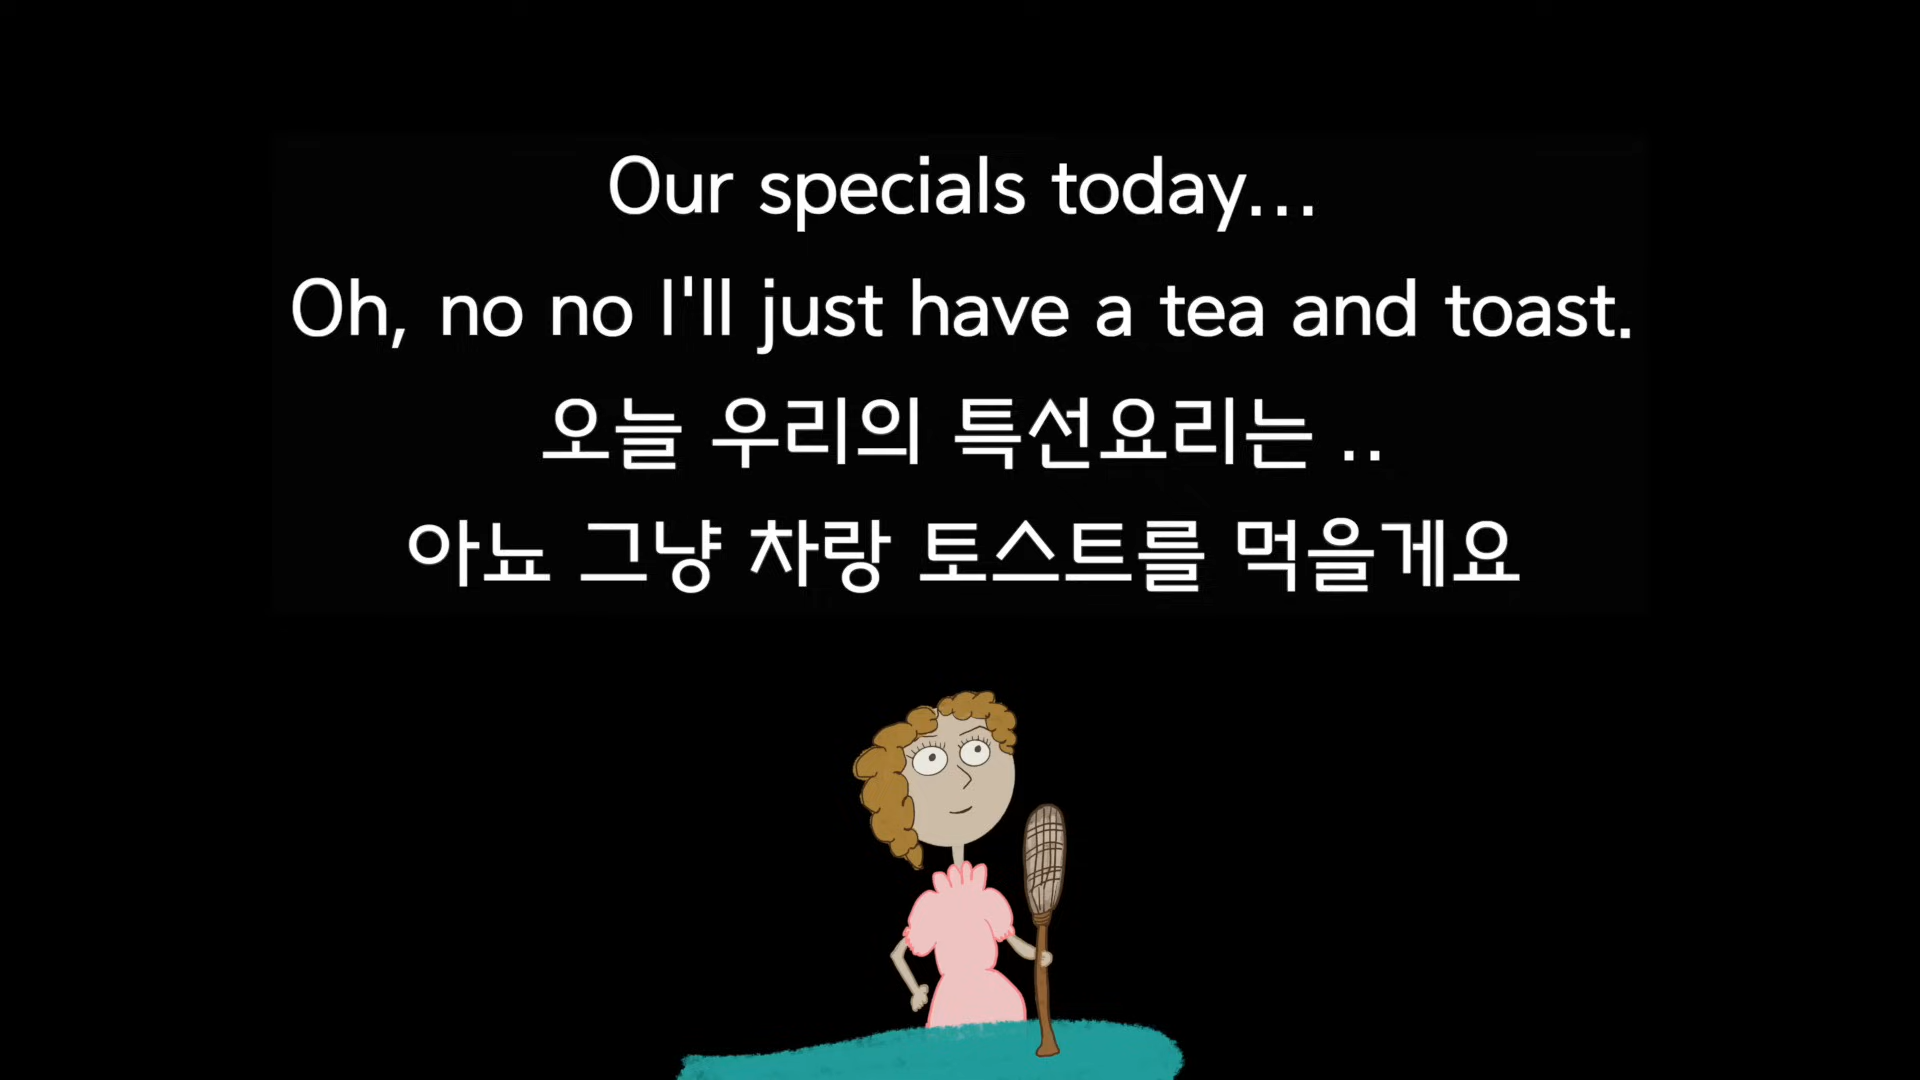 Our specials today...
Oh, no no I'll just have a tea and toast.
오늘 우리의 특선요리는 ..
아뇨 그냥 차랑 토스트를 먹을게요